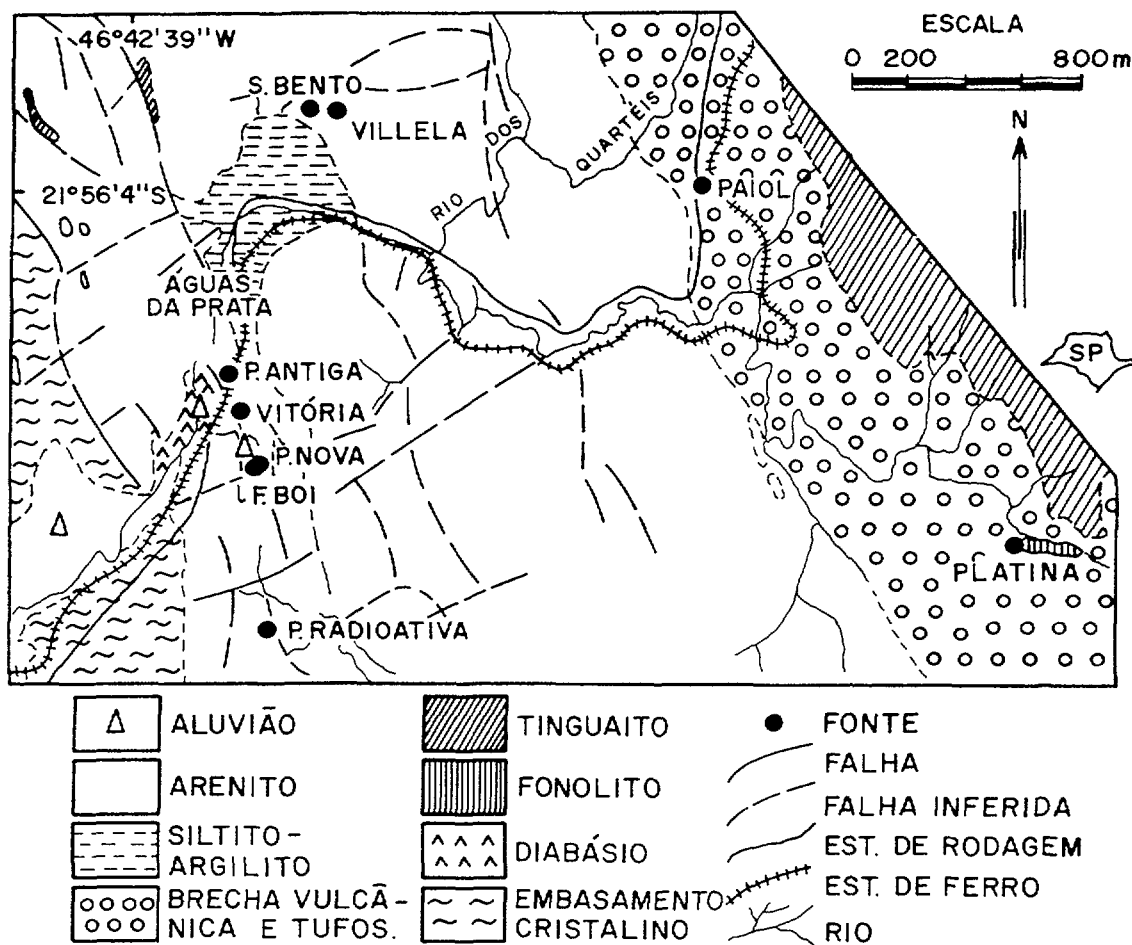 ESCALA
0 200 800m
46°42'39"W
N
S. BENTO
VILLELA
RIO DOS QUARTÉIS
PAIOL
21°56'4"S
ÁGUAS-
DA PRATA
SP
P. ANTIGA
VITÓRIA
P. NOVA
F. BOI
PLATINA
P. RADIOATIVA
ALUVIÃO
ARENITO
SILTITO-
ARGILITO
BRECHA VULCÂ-
NICA E TUFOS.
TINGUAITO
FONOLITO
DIABÁSIO
EMBASAMENTO
CRISTALINO
FONTE
FALHA
FALHA INFERIDA
EST. DE RODAGEM
EST. DE FERRO
RIO